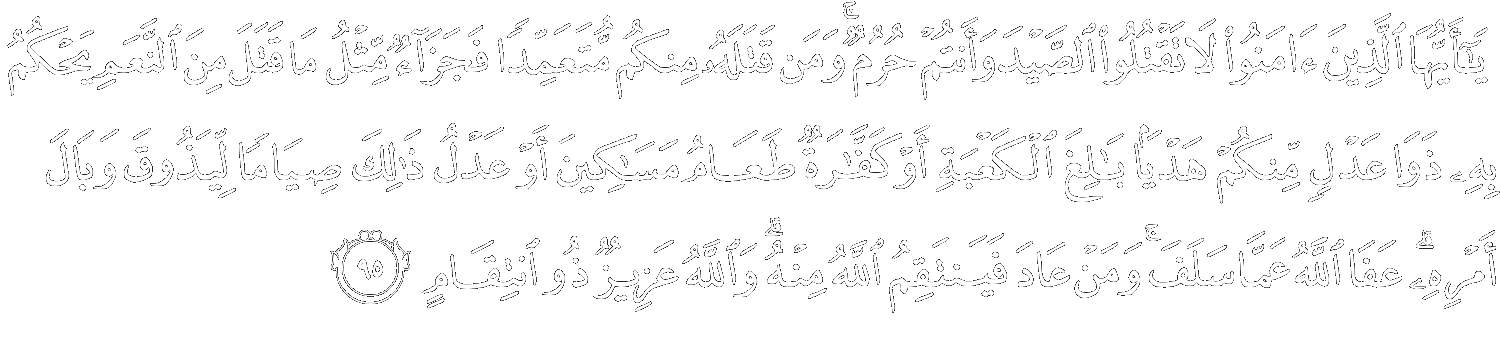 يَـٰٓأَيُّهَا ٱلَّذِينَ ءَامَنُوا۟ لَا تَقْتُلُوا۟ ٱلصَّيْدَ وَأَنتُمْ حُرُمٌ ۚ وَمَن قَتَلَهُۥ مِنكُم مُّتَعَمِّدًا فَجَزَآءٌ مِّثْلُ مَا قَتَلَ مِنَ ٱلنَّعَمِ يَحْكُمُ
بِهِۦ ذَوَا عَدْلٍ مِّنكُمْ هَدْيًۢا بَـٰلِغَ ٱلْكَعْبَةِ أَوْ كَفَّـٰرَةٌ طَعَامُ مَسَـٰكِينَ أَوْ عَدْلُ ذَٰلِكَ صِيَامًا لِّيَذُوقَ وَبَالَ
أَمْرِهِۦ ۗ عَفَا ٱللَّهُ عَمَّا سَلَفَ ۚ وَمَنْ عَادَ فَيَنتَقِمُ ٱللَّهُ مِنْهُ ۗ وَٱللَّهُ عَزِيزٌ ذُو ٱنتِقَامٍ ٩٥